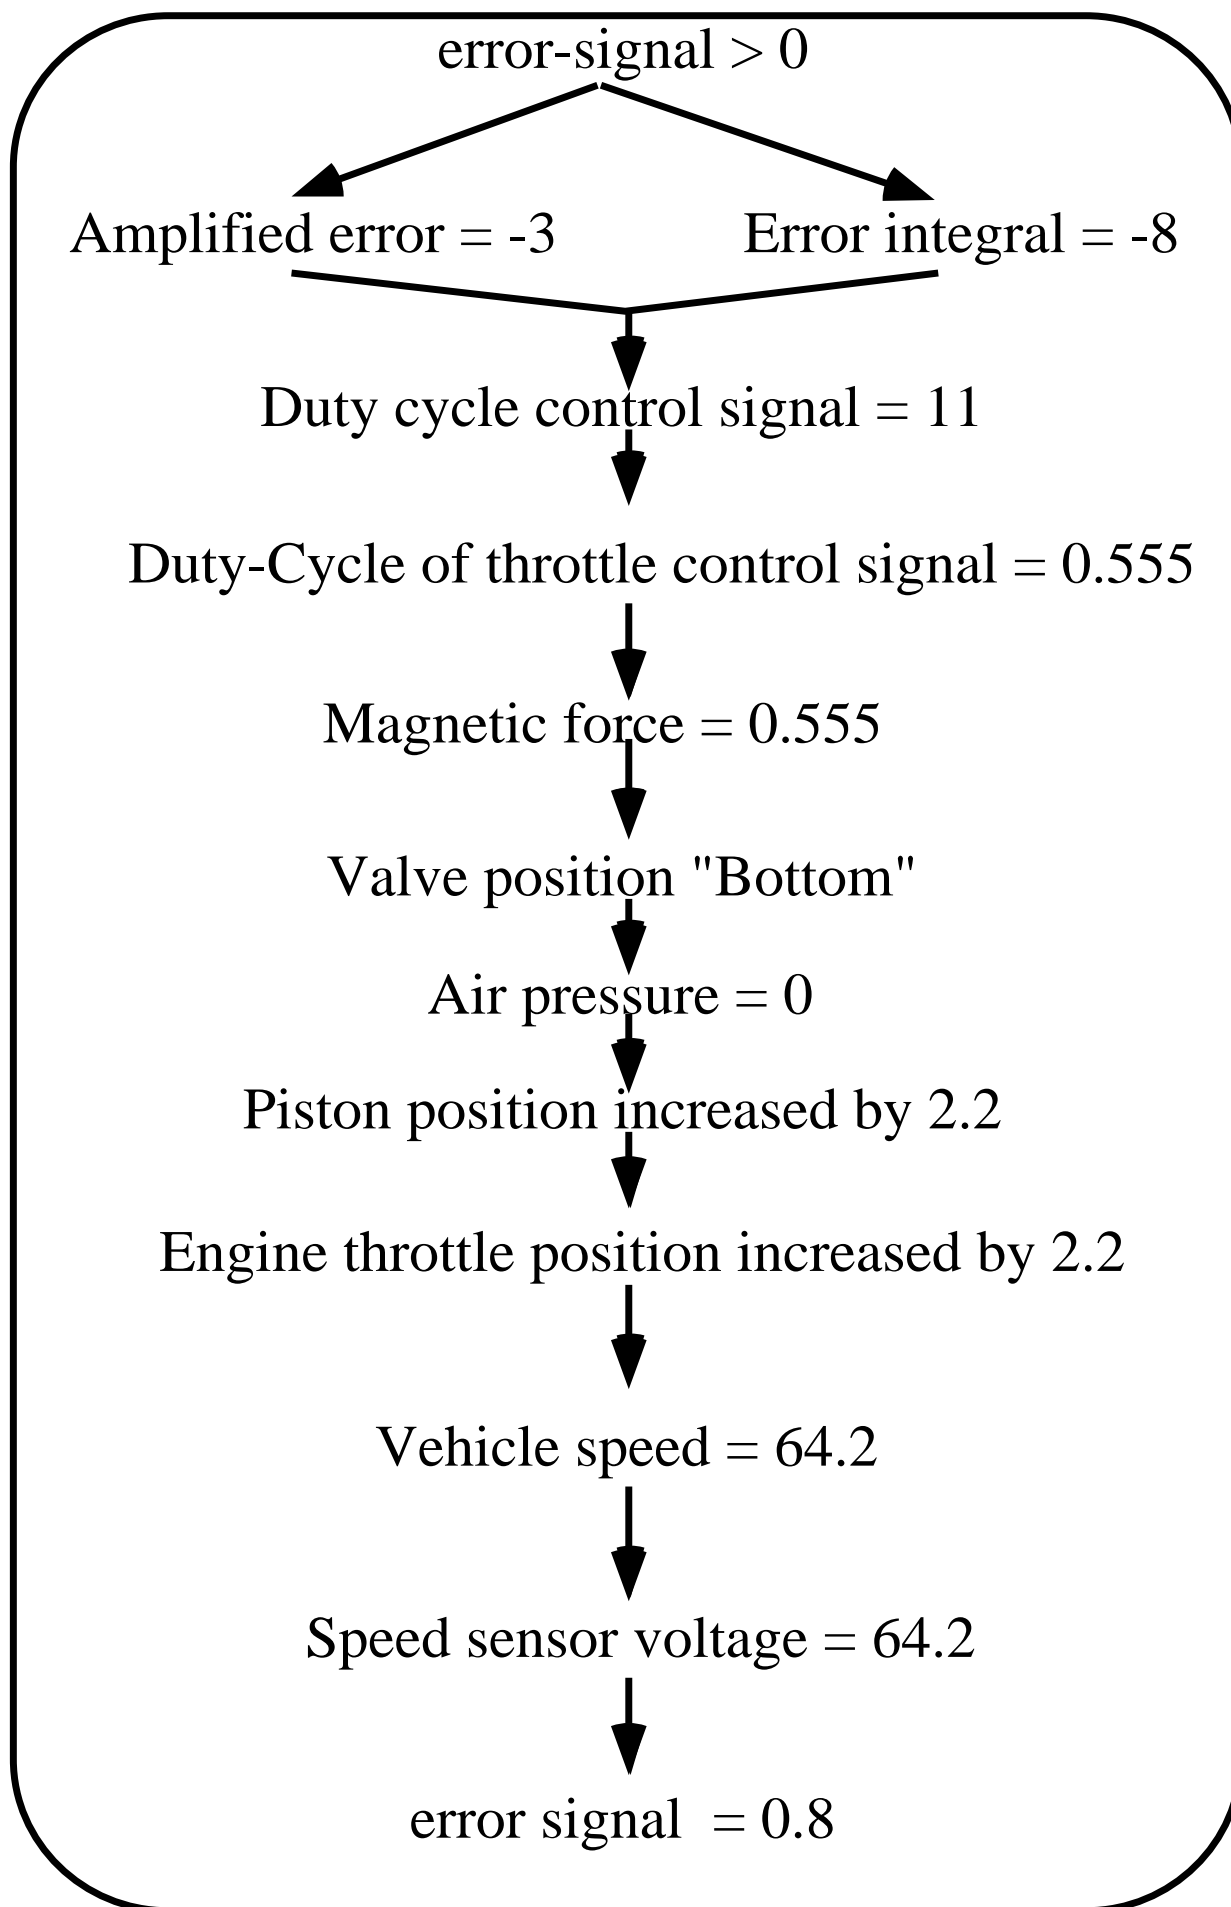 error-signal > 0
Amplified error = -3
Error integral = -8
Duty cycle control signal = 11
Duty-Cycle of throttle control signal = 0.555
Magnetic force = 0.555
Valve position "Bottom"
Air pressure = 0
Piston position increased by 2.2
Engine throttle position increased by 2.2
Vehicle speed = 64.2
Speed sensor voltage = 64.2
error signal = 0.8